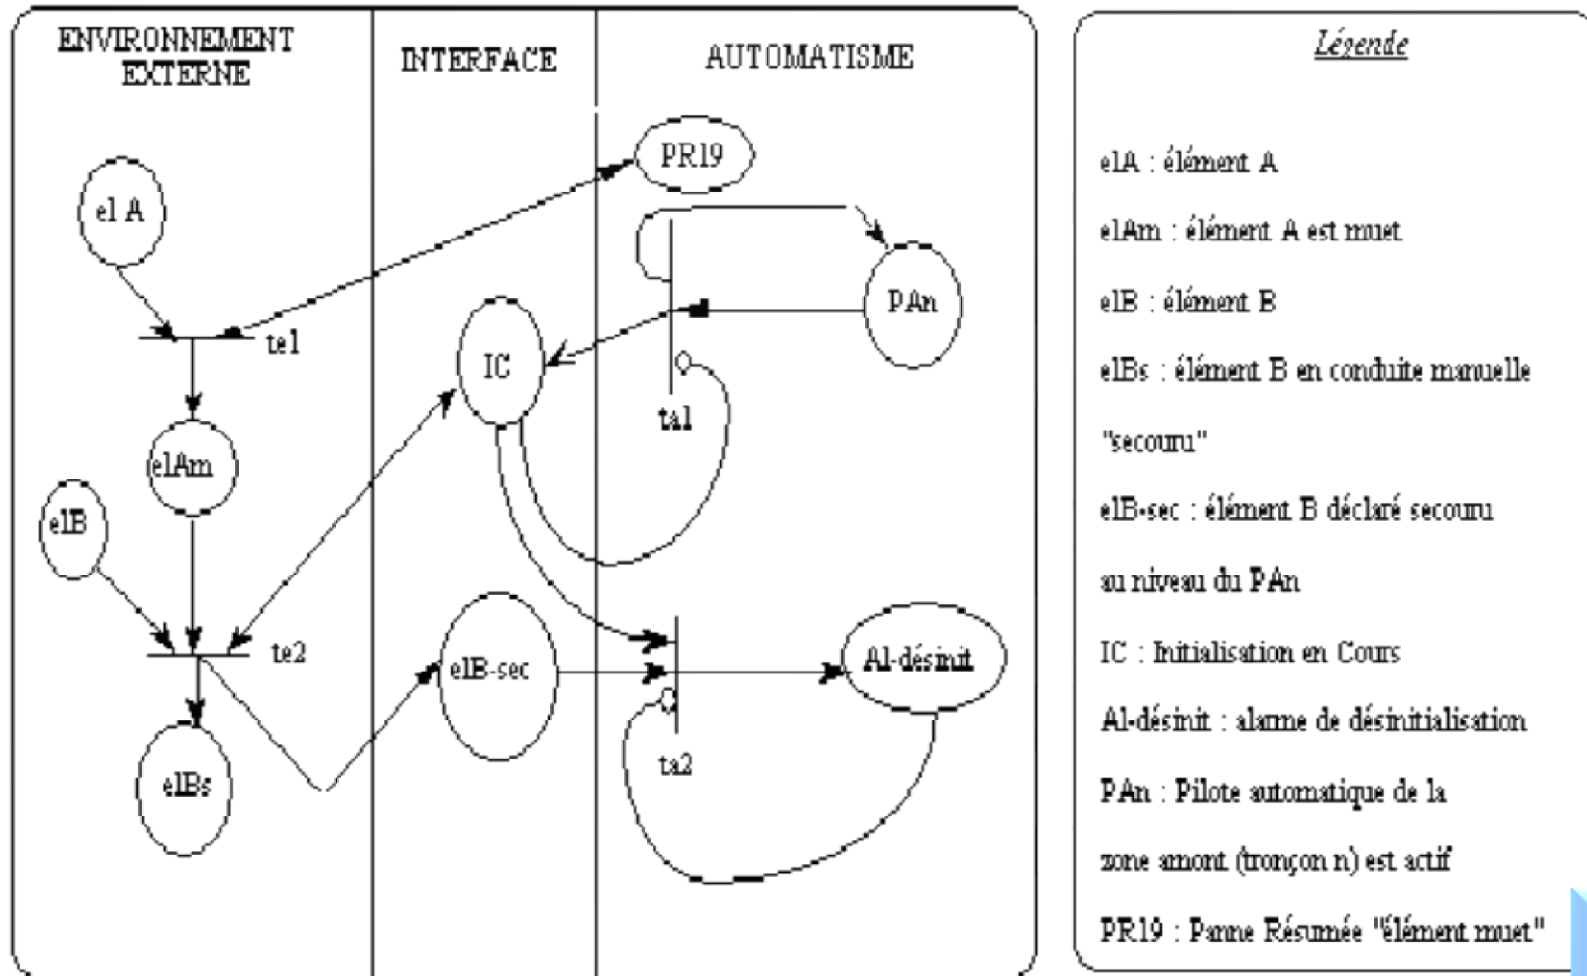 ENVIRONNEMENT
EXTERNE
INTERFACE
AUTOMATISME
PR19
el A
PAn
te1
IC
ta1
elAm
elB
te2
elB-sec
Al-désinit
ta2
elBs
Légende
elA : élément A
elAm : élément A est muet
elB : élément B
elBs : élément B en conduite manuelle
"secouru"
elB-sec : élément B déclaré secouru
au niveau du PAn
IC : Initialisation en Cours
Al-désinit : alarme de désinitialisation
PAn : Pilote automatique de la
zone amont (tronçon n) est actif
PR19 : Panne Résumée "élément muet"